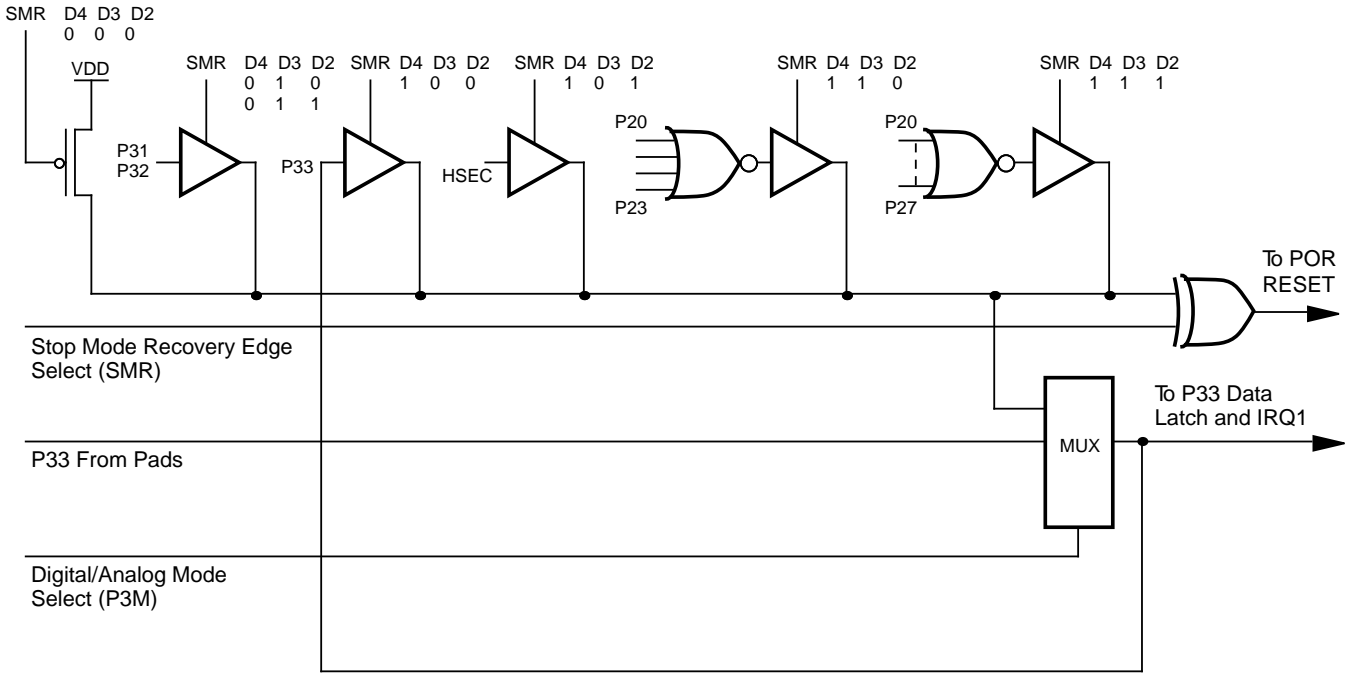 SMR D4 D3 D2
0 0 0
VDD
SMR D4 D3 D2
0 1 0
0 1 1
SMR D4 D3 D2
1 0 0
SMR D4 D3 D2
1 0 1
SMR D4 D3 D2
1 1 0
SMR D4 D3 D2
1 1 1
P31
P32
P33
HSEC
P20
P23
P20
P27
To POR
RESET
Stop Mode Recovery Edge
Select (SMR)
To P33 Data
Latch and IRQ1
MUX
P33 From Pads
Digital/Analog Mode
Select (P3M)